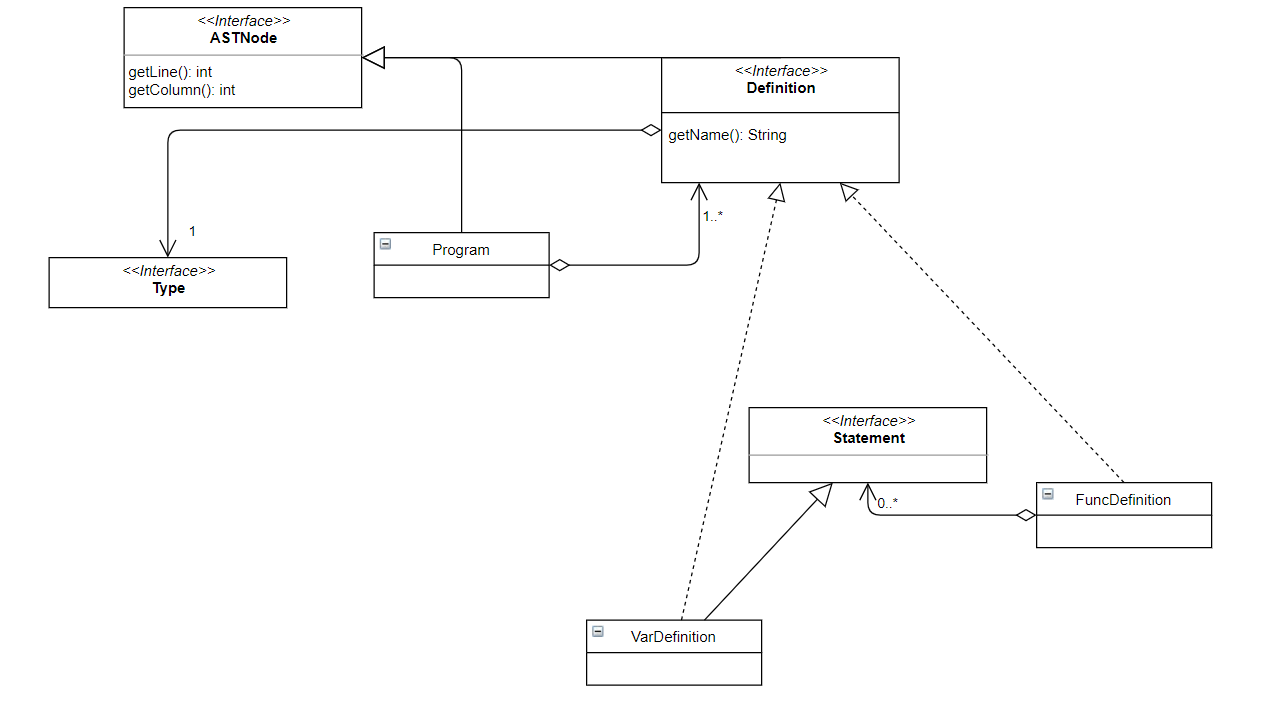 <<Interface>>
ASTNode
getLine(): int
getColumn(): int
<<Interface>>
Definition
getName(): String
1
1..*
<<Interface>>
Type
Program
<<Interface>>
Statement
0..*
FuncDefinition
VarDefinition